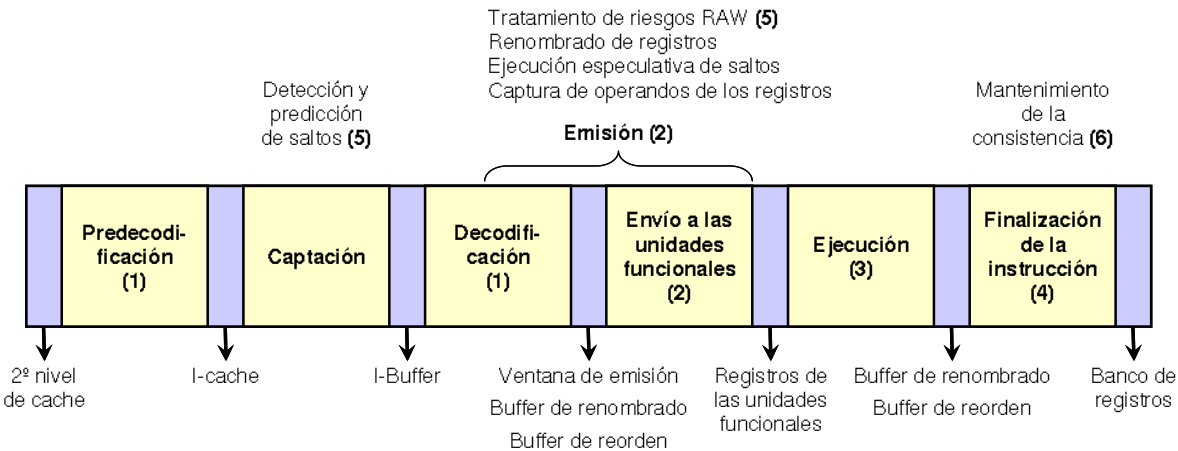 Tratamiento de riesgos RAW (5)
Renombrado de registros
Ejecución especulativa de saltos
Captura de operandos de los registros
Detección y
predicción
de saltos (5)
Emisión (2)
Mantenimiento
de la
consistencia (6)
Predecodi-
ficación
(1)
Captación
Decodifi-
cación
(1)
Envío a las
unidades
funcionales
(2)
Ejecución
(3)
Finalización
de la
instrucción
(4)
2º nivel
de cache
I-cache
I-Buffer
Ventana de emisión
Buffer de renombrado
Buffer de reorden
Registros de
las unidades
funcionales
Buffer de renombrado
Buffer de reorden
Banco de
registros